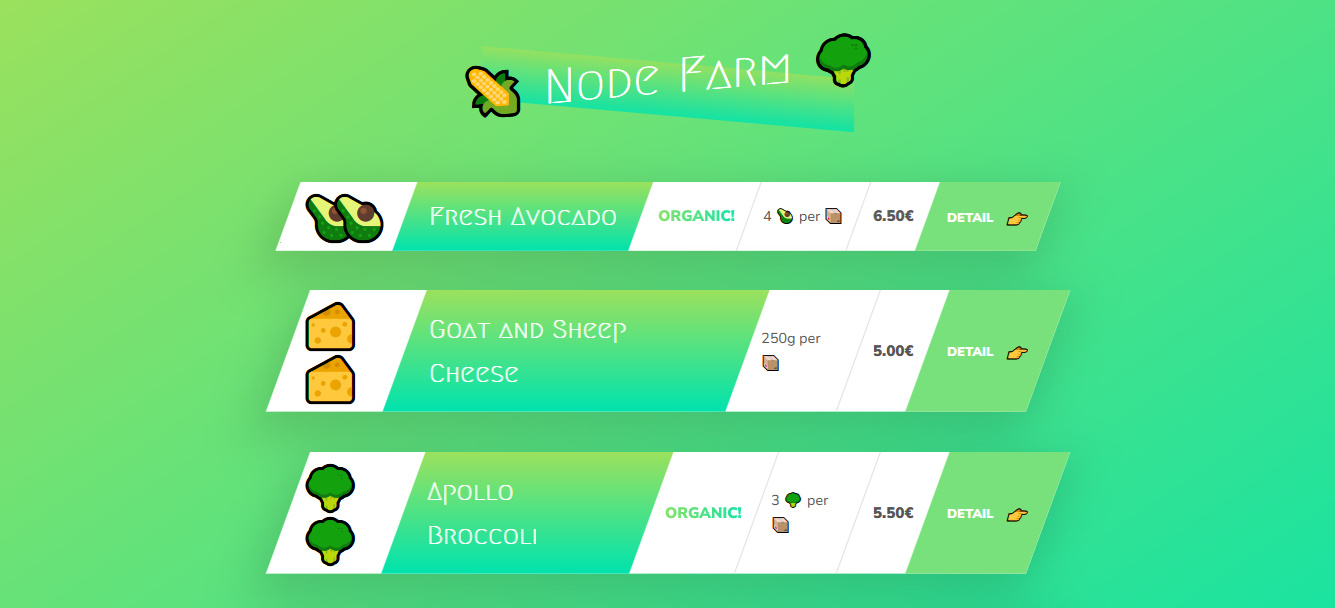 Node Farm
Fresh Avocado
ORGANIC!
4 🥑 per 📦
6.50€
DETAIL 👉
Goat and Sheep
Cheese
250g per
📦
5.00€
DETAIL 👉
Apollo
Broccoli
ORGANIC!
3 🥦 per
📦
5.50€
DETAIL 👉